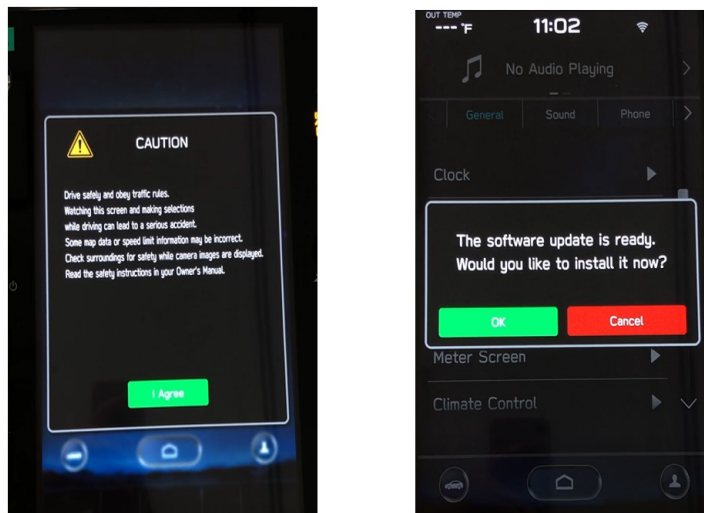 CAUTION
Drive safely and obey traffic rules.
Watching this screen and making selections
while driving can lead to a serious accident.
Some map data or speed limit information may be incorrect.
Check surroundings for safety while camera images are displayed.
Read the safety instructions in your Owner's Manual.
I Agree
OUT TEMP
--- °F
11:02
No Audio Playing
General
Sound
Phone
Clock
The software update is ready.
Would you like to install it now?
OK
Cancel
Meter Screen
Climate Control